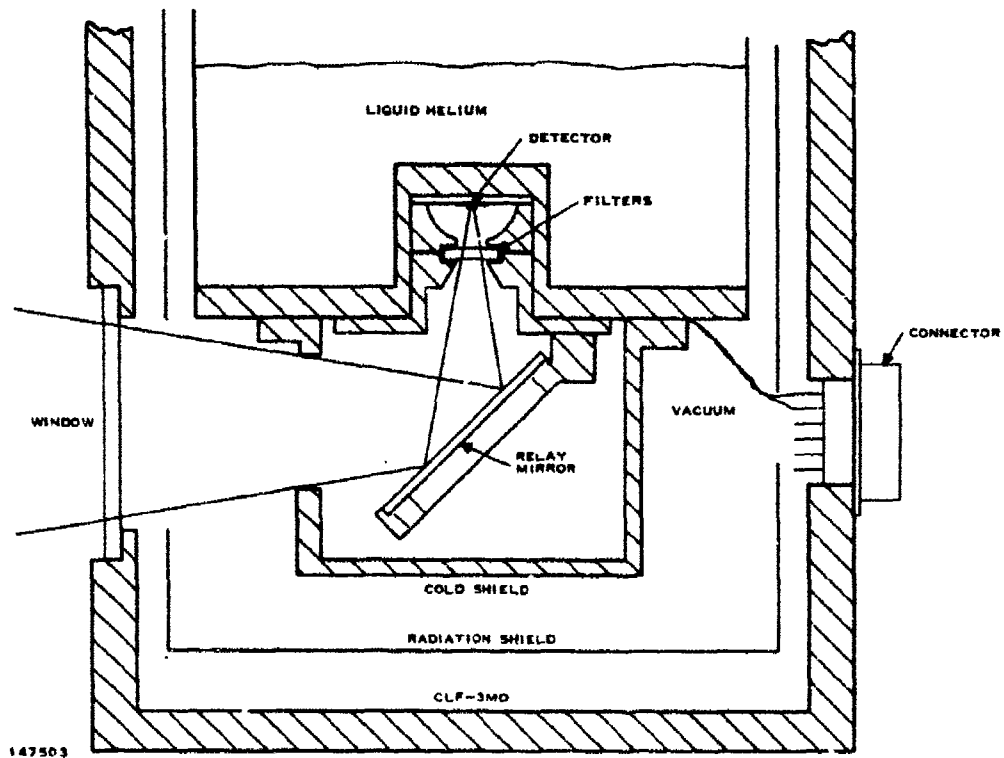 LIQUID HELIUM
DETECTOR
FILTERS
CONNECTOR
WINDOW
VACUUM
RELAY
MIRROR
COLD SHIELD
RADIATION SHIELD
CLF-3MD
147503